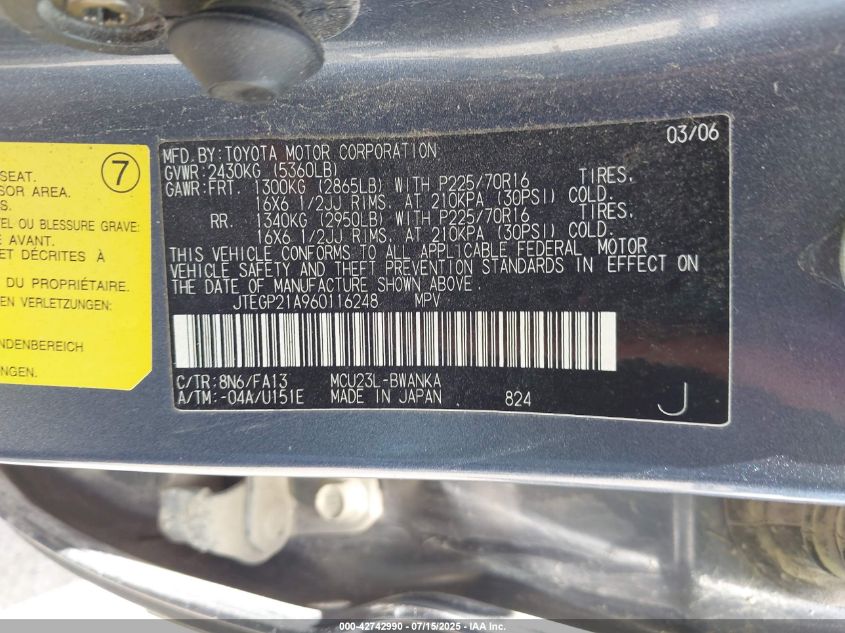 7
SEAT.
SOR AREA.
S.
VEL OU BLESSURE GRAVE:
E AVANT.
ET DÉCRITES À
DU PROPRIÉTAIRE.
EN VERLETZUNG
NDENBEREICH
UNGEN.
03/06
MFD.BY:TOYOTA MOTOR CORPORATION
GVWR:2430KG (5360LB)
GAWR:FRT. 1300KG (2865LB) WITH P225/70R16 TIRES,
16X6 1/2JJ RIMS, AT 210KPA (30PSI) COLD.
RR. 1340KG (2950LB) WITH P225/70R16 TIRES,
16X6 1/2JJ RIMS, AT 210KPA (30PSI) COLD.
THIS VEHICLE CONFORMS TO ALL APPLICABLE FEDERAL MOTOR
VEHICLE SAFETY AND THEFT PREVENTION STANDARDS IN EFFECT ON
THE DATE OF MANUFACTURE SHOWN ABOVE.
JTEGP21A960116248 MPV
C/TR:8N6/FA13 MCU23L-BWANKA
A/TM:-04A/U151E MADE IN JAPAN 824
J
000-42742990 - 07/15/2025 - IAA Inc.